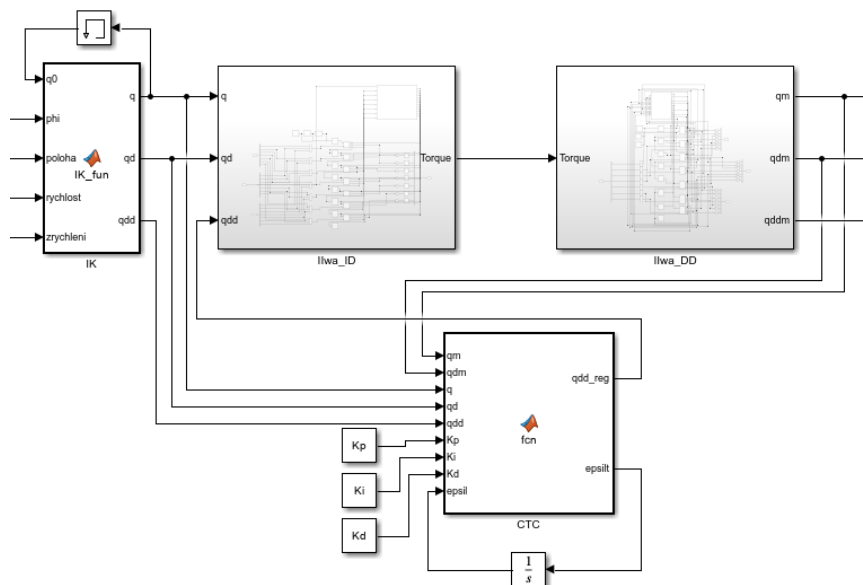 q0
phi
poloha
rychlost
zrychleni
IK_fun
q
qd
qdd
IK
q
qd
qdd
Torque
IIwa_ID
Torque
qm
qdm
qddm
IIwa_DD
qm
qdm
q
qd
qdd
Kp
Ki
Kd
epsil
fcn
qdd_reg
epsilt
CTC
Kp
Ki
Kd
1
s